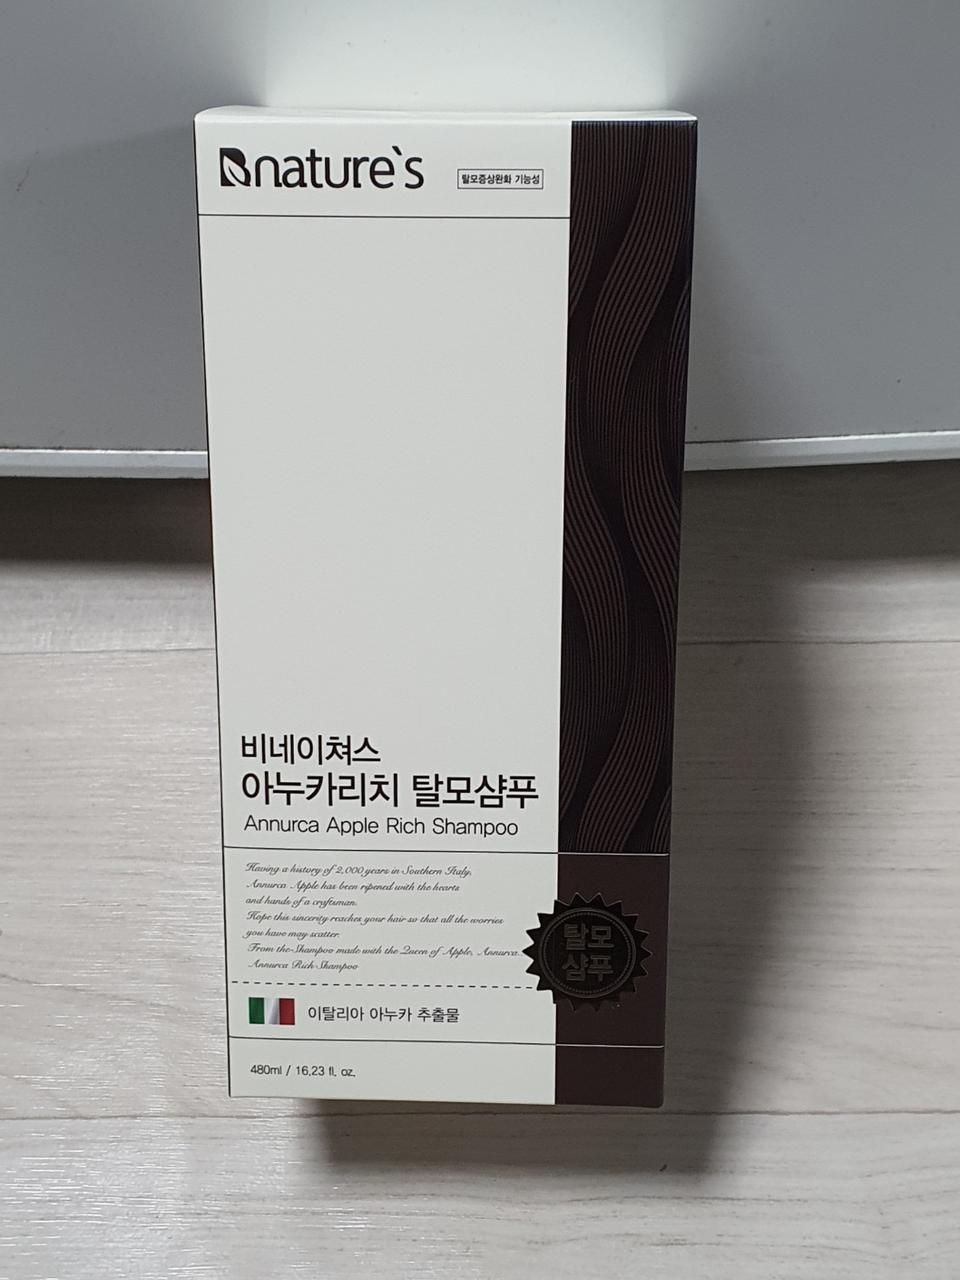 Bnature`s
탈모증상완화 기능성
비네이쳐스
아누카리치 탈모샴푸
Annurca Apple Rich Shampoo
Having a history of 2,000 years in Southern Italy,
Annurca Apple has been ripened with the hearts
and hands of a craftsman.
Hope this sincerity reaches your hair so that all the worries
you have may scatter.
From the Shampoo made with the Queen of Apple, Annurca...
Annurca Rich Shampoo
탈모
샴푸
이탈리아 아누카 추출물
480ml / 16.23 fl. oz.